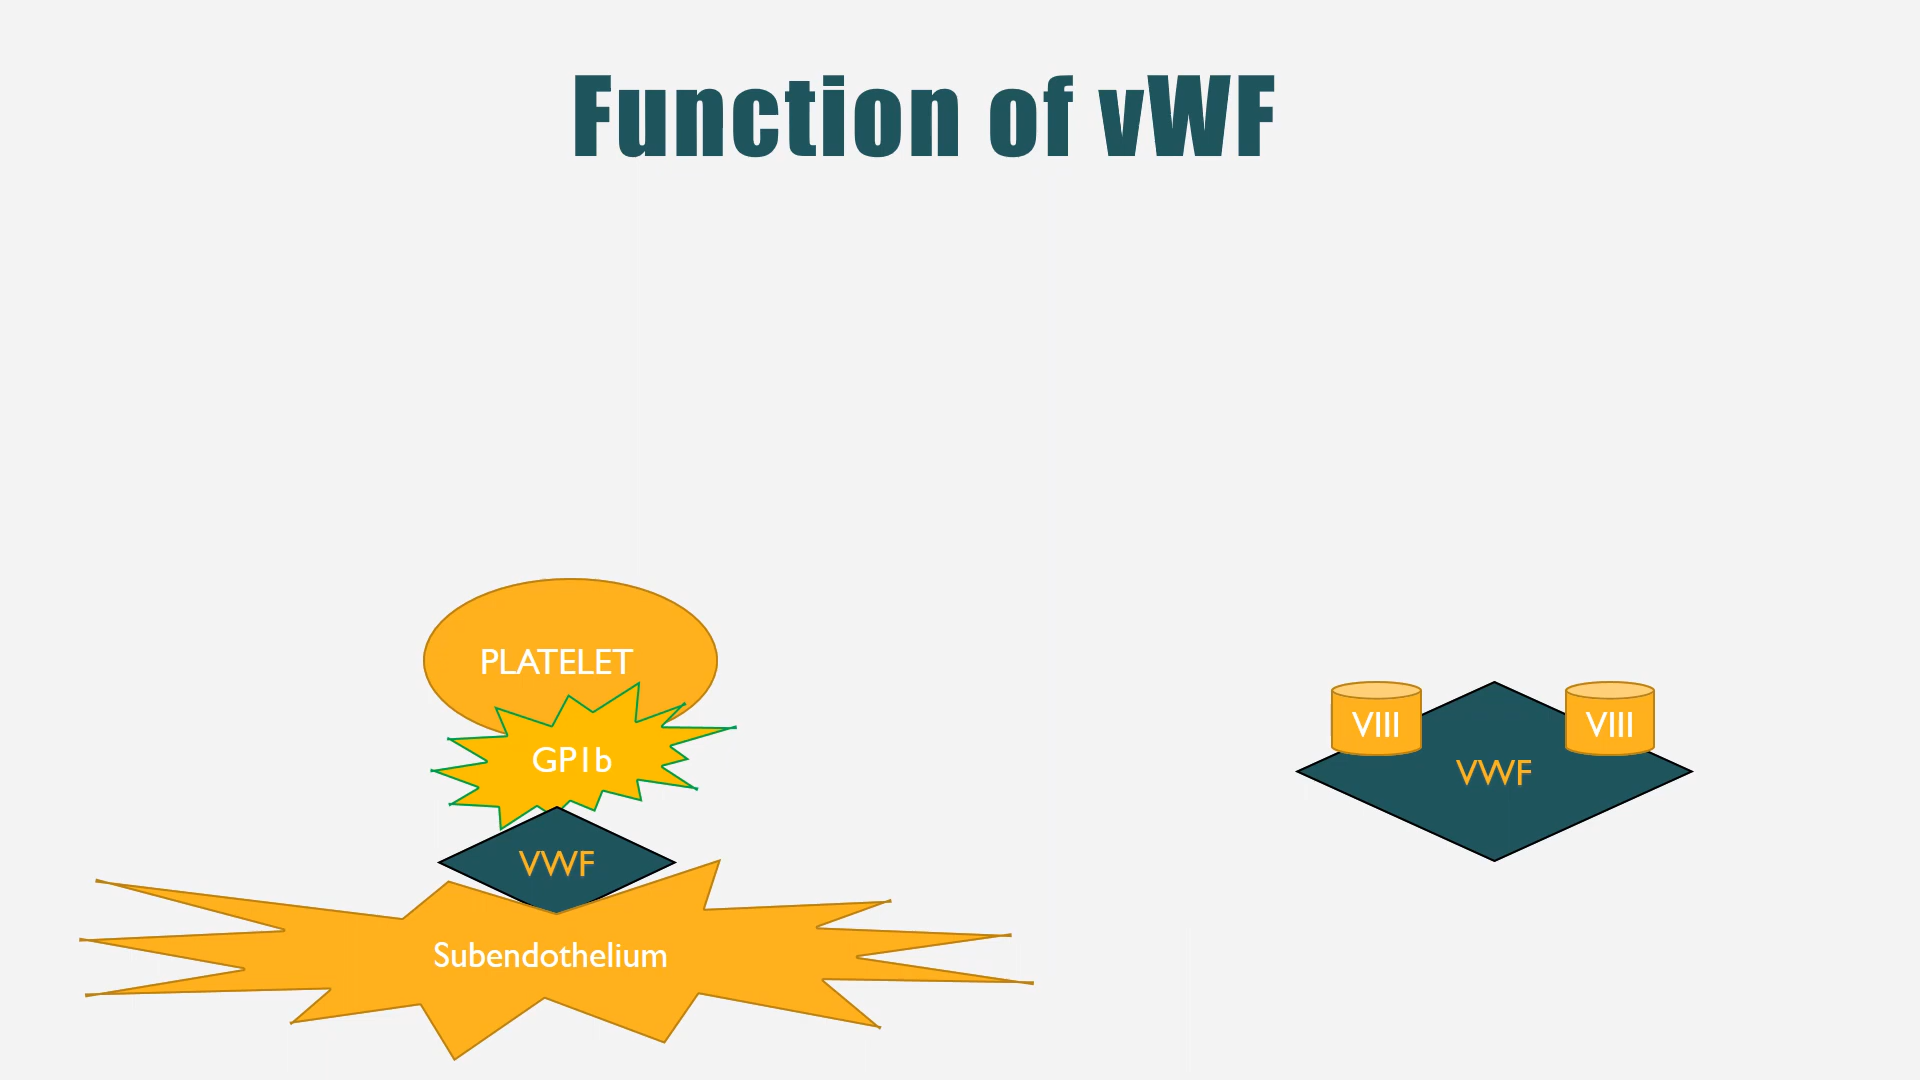 Function of vWF
PLATELET
GP1b
VWF
Subendothelium
VIII
VIII
VWF